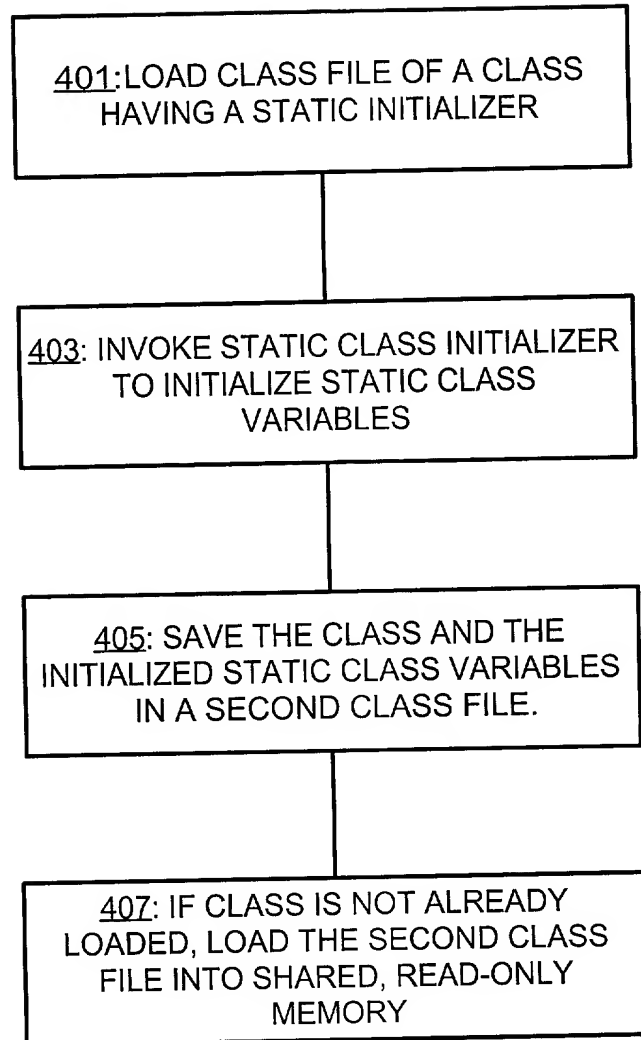 401:LOAD CLASS FILE OF A CLASS
HAVING A STATIC INITIALIZER
403: INVOKE STATIC CLASS INITIALIZER
TO INITIALIZE STATIC CLASS
VARIABLES
405: SAVE THE CLASS AND THE
INITIALIZED STATIC CLASS VARIABLES
IN A SECOND CLASS FILE.
407: IF CLASS IS NOT ALREADY
LOADED, LOAD THE SECOND CLASS
FILE INTO SHARED, READ-ONLY
MEMORY